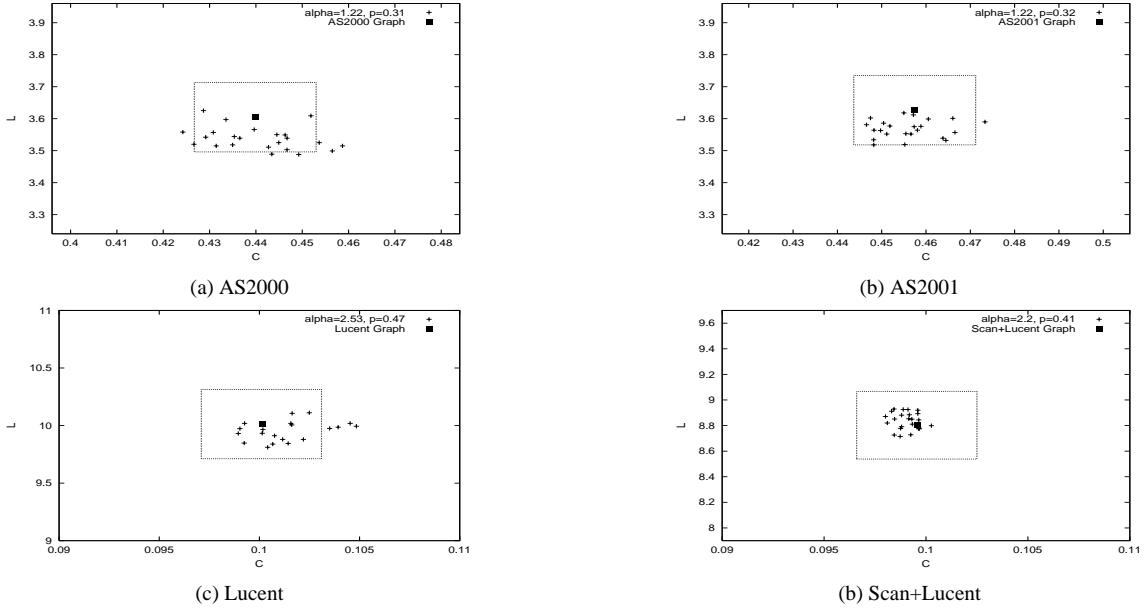 alpha=1.22, p=0.31
AS2000 Graph
3.9
3.8
3.7
3.6
3.5
3.4
3.3
L
0.4 0.41 0.42 0.43 0.44 0.45 0.46 0.47 0.48
C
(a) AS2000
alpha=1.22, p=0.32
AS2001 Graph
3.9
3.8
3.7
3.6
3.5
3.4
3.3
L
0.42 0.43 0.44 0.45 0.46 0.47 0.48 0.49 0.5
C
(b) AS2001
alpha=2.53, p=0.47
Lucent Graph
11
10.5
10
9.5
9
L
0.09 0.095 0.1 0.105 0.11
C
(c) Lucent
alpha=2.2, p=0.41
Scan+Lucent Graph
9.6
9.4
9.2
9
8.8
8.6
8.4
8.2
8
L
0.09 0.095 0.1 0.105 0.11
C
(b) Scan+Lucent